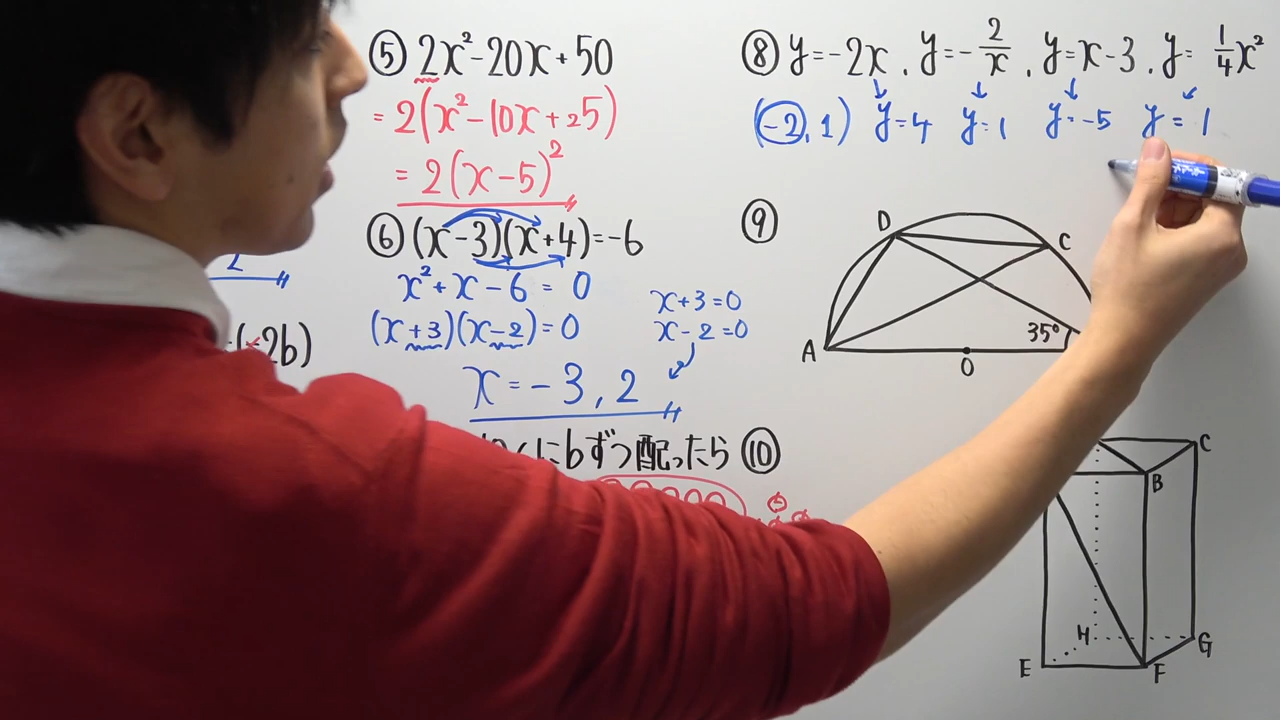 ⑤ 2x²-20x+50
= 2(x²-10x+25)
= 2(x-5)²
⑥ (x-3)(x+4)=-6
x²+x-6=0
(x+3)(x-2)=0
x+3=0
x-2=0
x=-3,2
2b)
にbずつ配ったら
⑧ y=-2x, y=-2/x, y=x-3, y=1/4x²
(-2,1) y=4 y=1 y=-5 y=1
⑨
D
C
35°
A
O
⑩
C
B
H
G
E
F